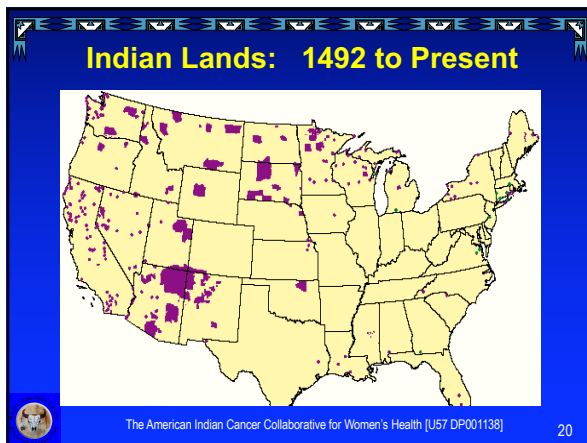 Indian Lands: 1492 to Present
The American Indian Cancer Collaborative for Women's Health [U57 DP001138]
20